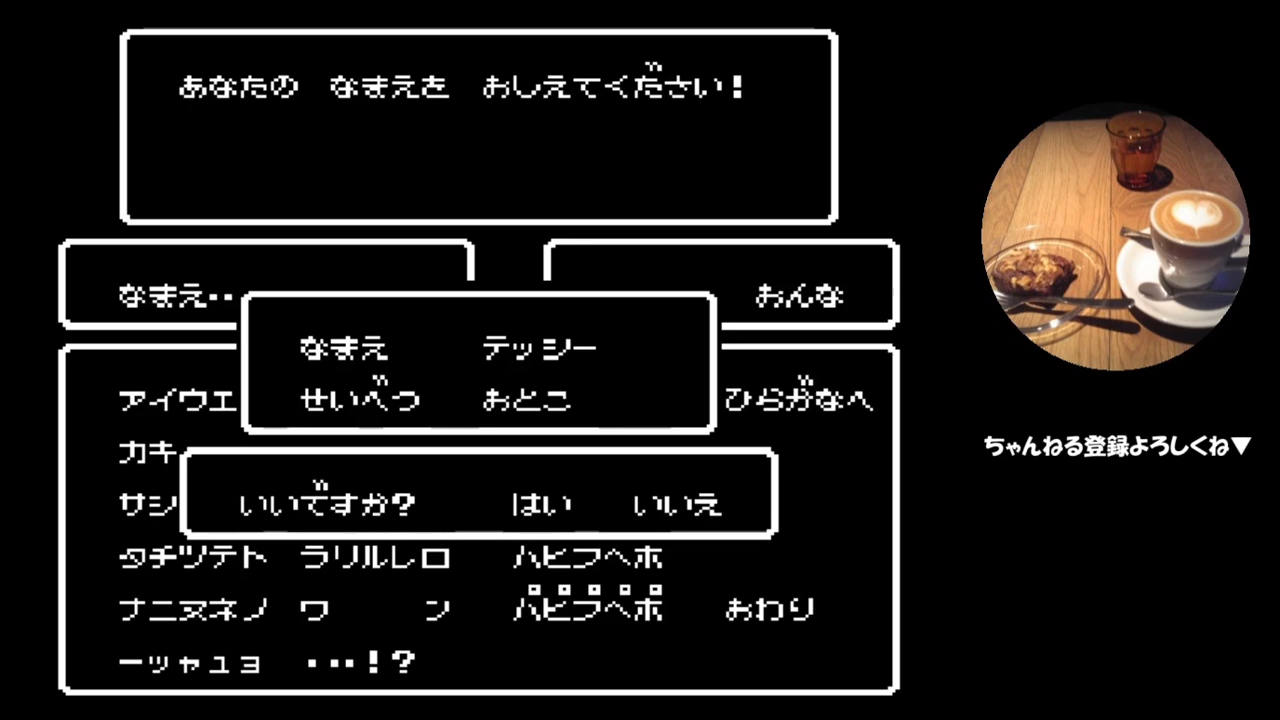 あなたの なまえを おしえてください!
なまえ‥ おんな
なまえ テッシー
せいべつ おとこ
アイウエ ひらがなへ
カキ
いいですか? はい いいえ
サシ
タチツテト ラリルレロ ハヒフヘホ
ナニヌネノ ワ ン パピプペポ おわり
ーッャュョ ・‥!?
ちゃんねる登録よろしくね▼